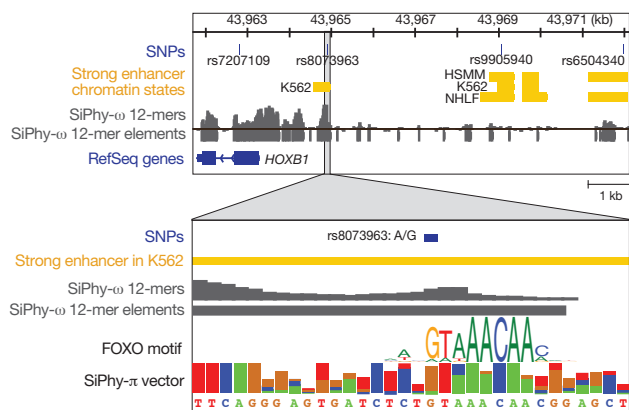 43,963 43,965 43,967 43,969 43,971 (kb)
SNPs
rs7207109 rs8073963 rs9905940 rs6504340
Strong enhancer
chromatin states
K562
HSMM
K562
NHLF
SiPhy-ω 12-mers
SiPhy-ω 12-mer elements
RefSeq genes HOXB1
1 kb
SNPs rs8073963: A/G
Strong enhancer in K562
SiPhy-ω 12-mers
SiPhy-ω 12-mer elements
FOXO motif A GTAAACAAC
SiPhy-π vector
TTCAGGGAGTGATCTCTGTAAACAACGGAGCT